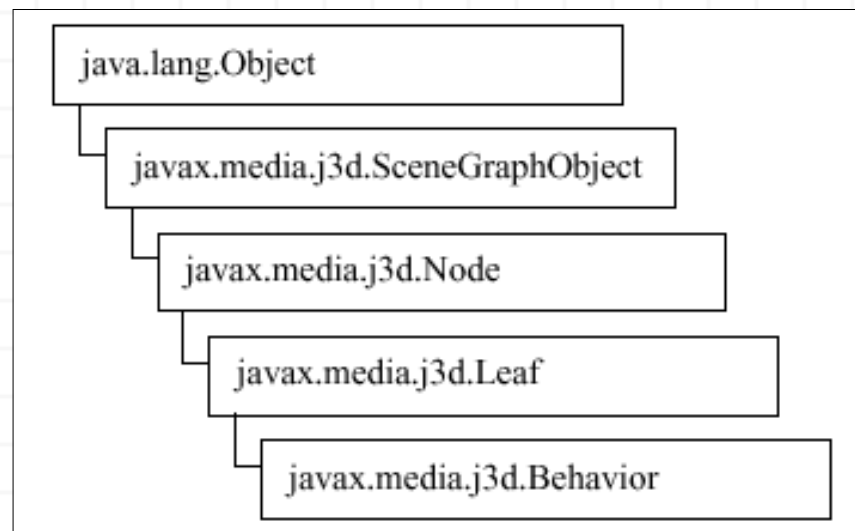 java.lang.Object
javax.media.j3d.SceneGraphObject
javax.media.j3d.Node
javax.media.j3d.Leaf
javax.media.j3d.Behavior